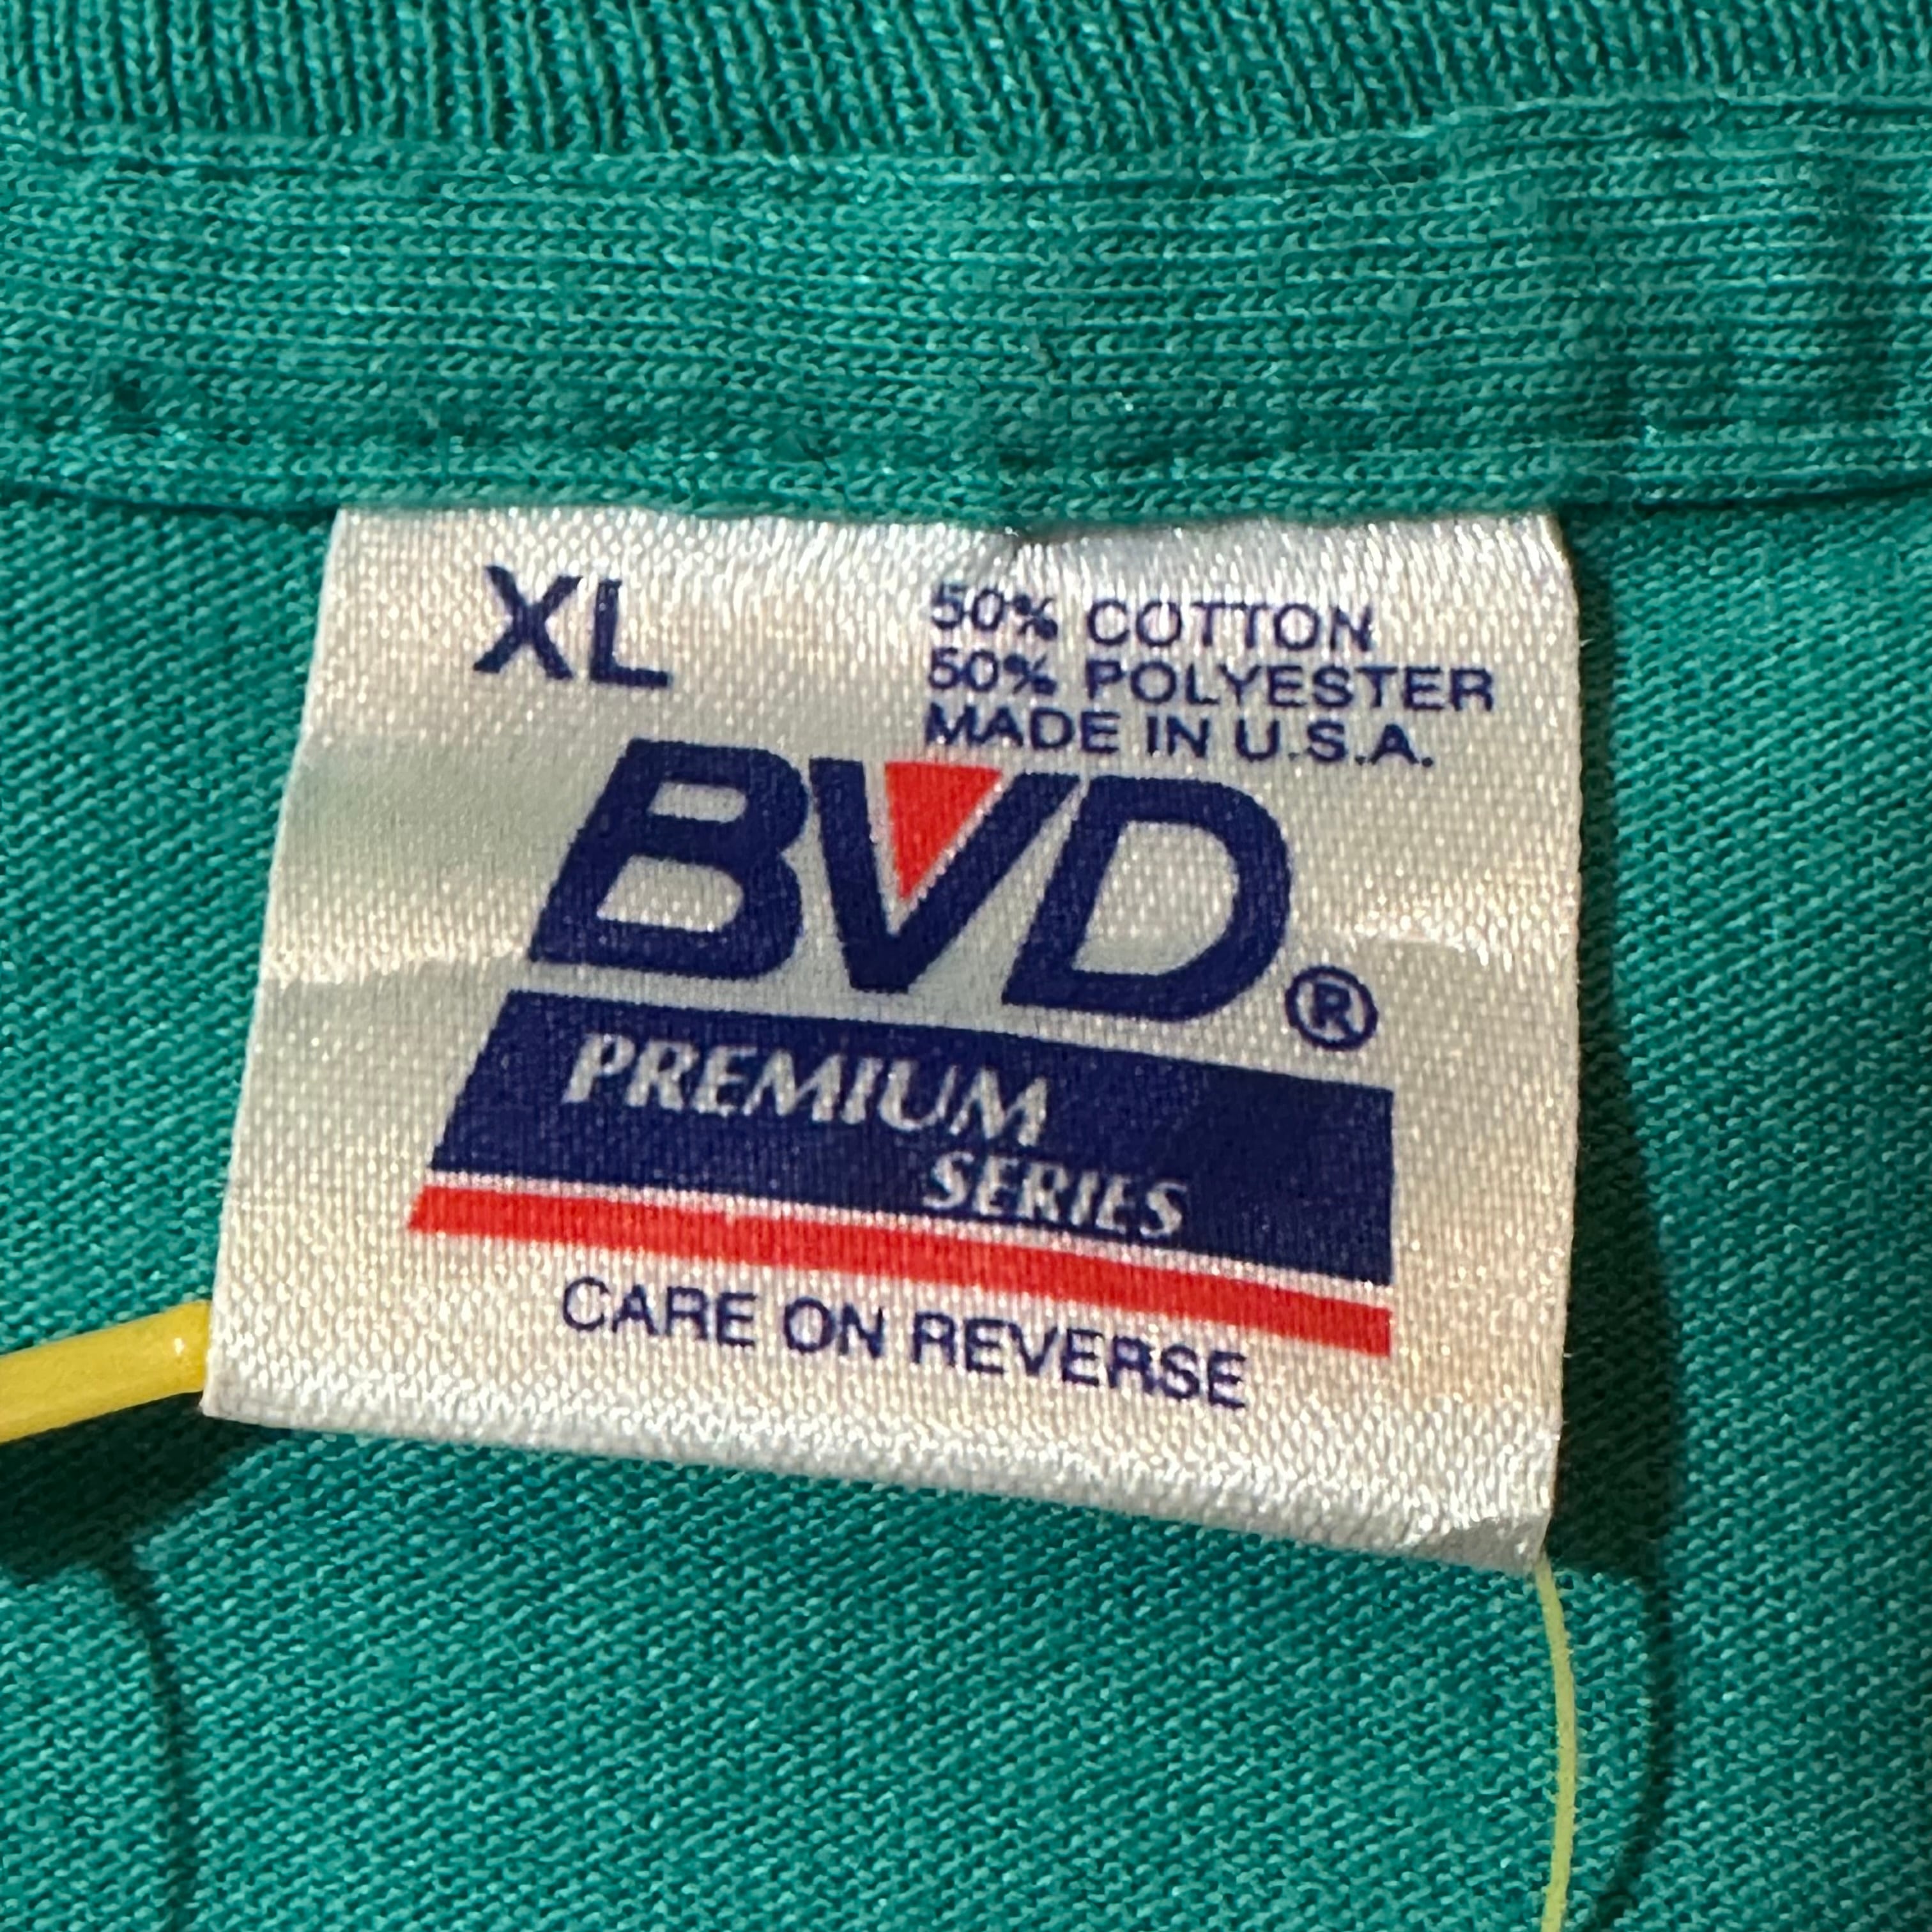 XL
50% COTTON
50% POLYESTER
MADE IN U.S.A.
BVD®
PREMIUM
SERIES
CARE ON REVERSE